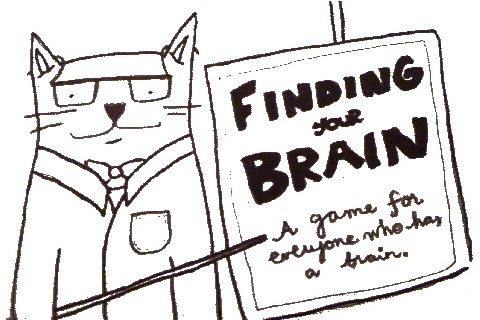 FINDING
your
BRAIN
A game for
everyone who has
a brain.